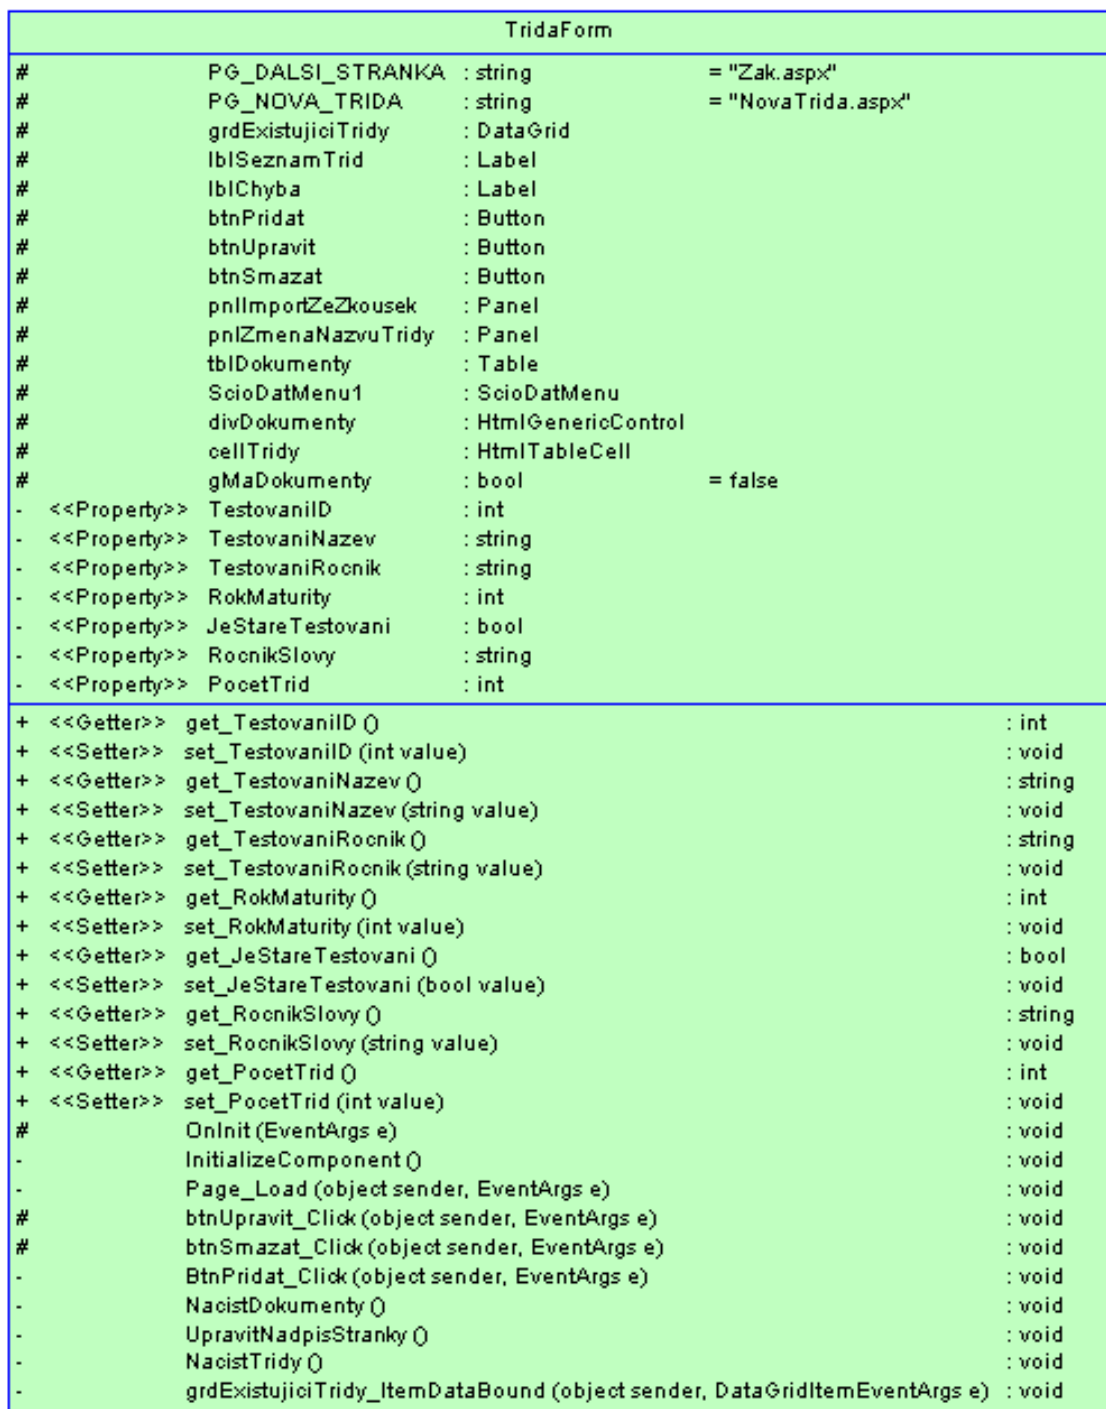 TridaForm
# PG_DALSI_STRANKA : string = "Zak.aspx"
# PG_NOVA_TRIDA : string = "NovaTrida.aspx"
# grdExistujiciTridy : DataGrid
# lblSeznamTrid : Label
# lblChyba : Label
# btnPridat : Button
# btnUpravit : Button
# btnSmazat : Button
# pnlImportZeZkousek : Panel
# pnlZmenaNazvuTridy : Panel
# tblDokumenty : Table
# ScioDatMenu1 : ScioDatMenu
# divDokumenty : HtmlGenericControl
# cellTridy : HtmlTableCell
# gMaDokumenty : bool = false
- <<Property>> TestovaniID : int
- <<Property>> TestovaniNazev : string
- <<Property>> TestovaniRocnik : string
- <<Property>> RokMaturity : int
- <<Property>> JeStareTestovani : bool
- <<Property>> RocnikSlovy : string
- <<Property>> PocetTrid : int
+ <<Getter>> get_TestovaniID () : int
+ <<Setter>> set_TestovaniID (int value) : void
+ <<Getter>> get_TestovaniNazev () : string
+ <<Setter>> set_TestovaniNazev (string value) : void
+ <<Getter>> get_TestovaniRocnik () : string
+ <<Setter>> set_TestovaniRocnik (string value) : void
+ <<Getter>> get_RokMaturity () : int
+ <<Setter>> set_RokMaturity (int value) : void
+ <<Getter>> get_JeStareTestovani () : bool
+ <<Setter>> set_JeStareTestovani (bool value) : void
+ <<Getter>> get_RocnikSlovy () : string
+ <<Setter>> set_RocnikSlovy (string value) : void
+ <<Getter>> get_PocetTrid () : int
+ <<Setter>> set_PocetTrid (int value) : void
# OnInit (EventArgs e) : void
- InitializeComponent () : void
- Page_Load (object sender, EventArgs e) : void
# btnUpravit_Click (object sender, EventArgs e) : void
# btnSmazat_Click (object sender, EventArgs e) : void
- BtnPridat_Click (object sender, EventArgs e) : void
- NacistDokumenty () : void
- UpravitNadpisStranky () : void
- NacistTridy () : void
- grdExistujiciTridy_ItemDataBound (object sender, DataGridItemEventArgs e) : void